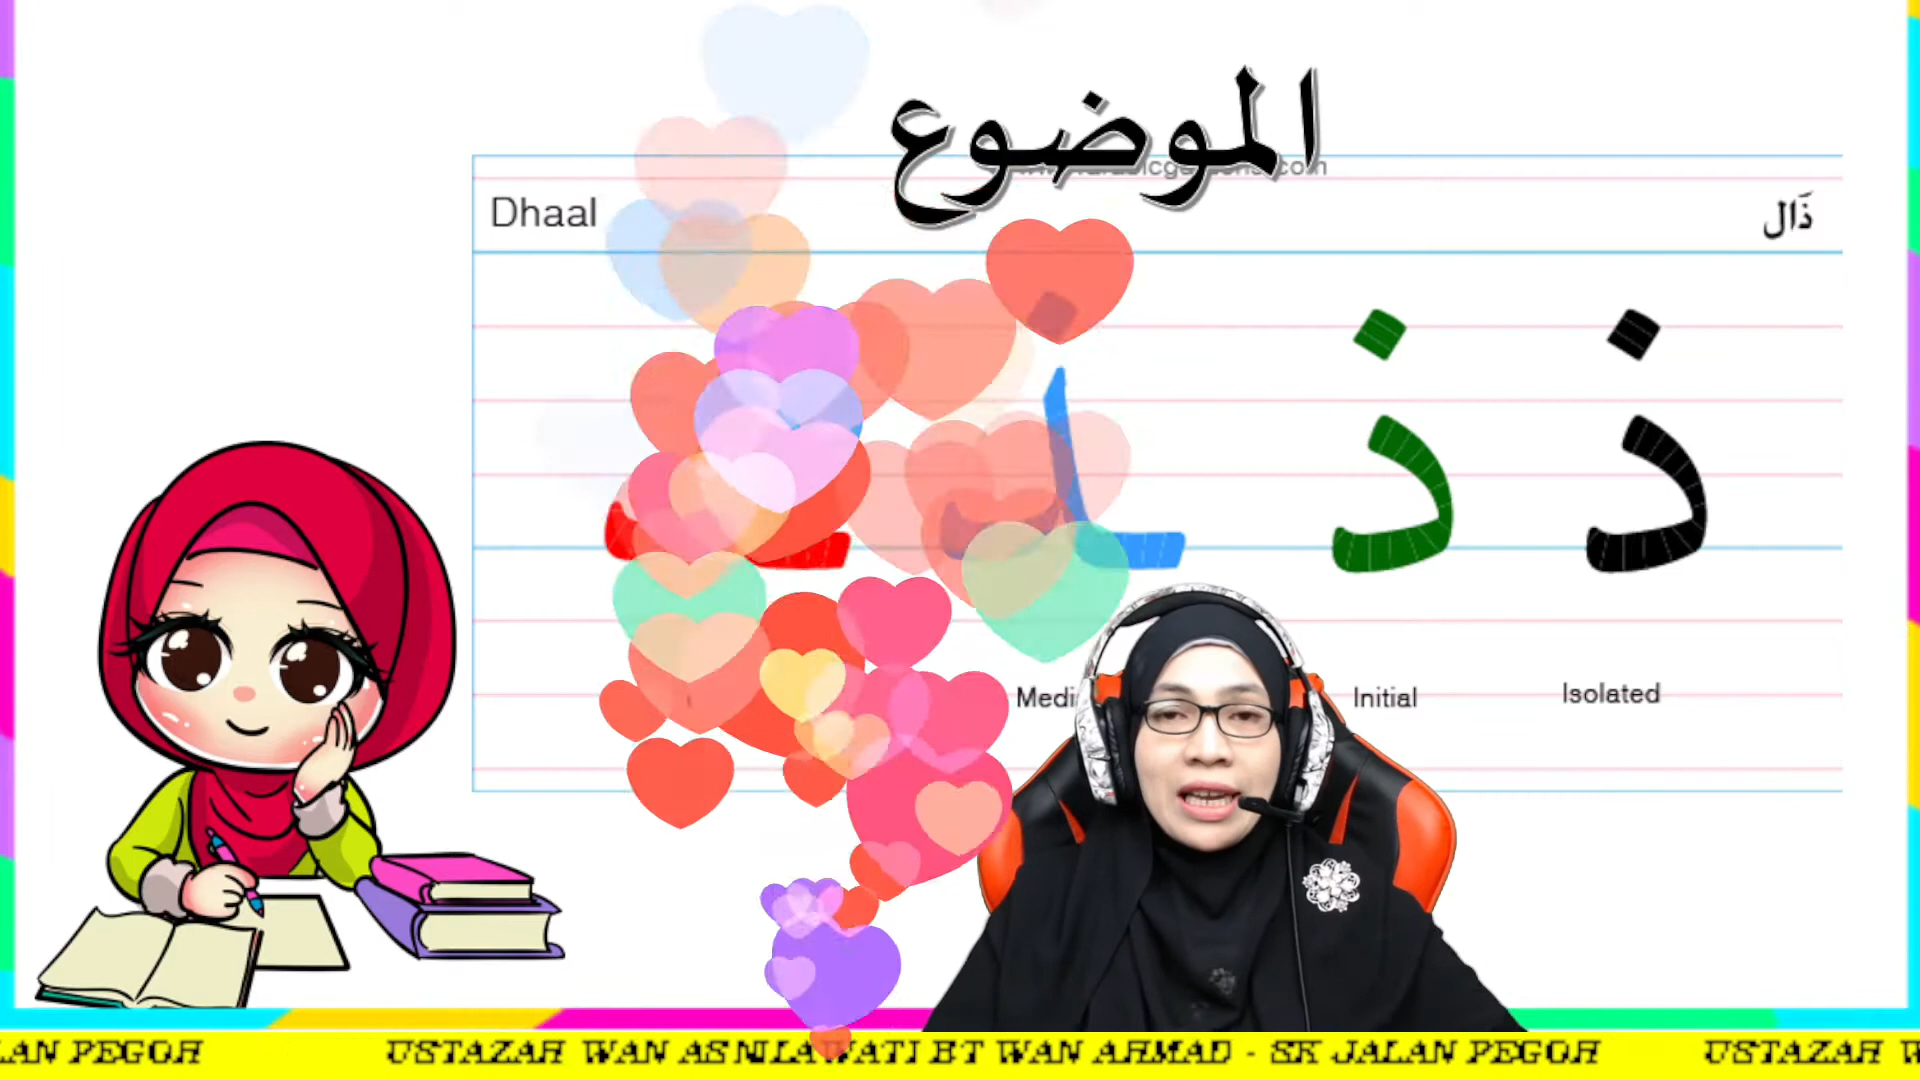 الموضوع
Dhaal
ذَال
ذ
ذ
Initial
Isolated
USTAZAH WAN ASNILAWATI BT WAN AHMAD - SK JALAN PEGOH